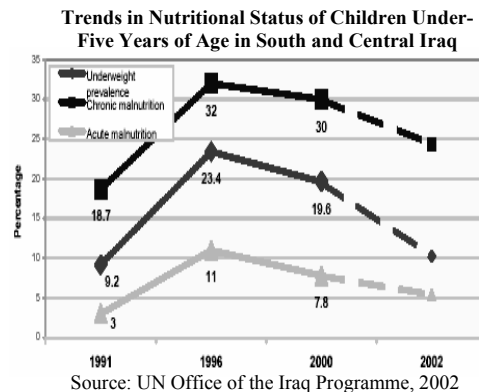 Trends in Nutritional Status of Children Under-
Five Years of Age in South and Central Iraq
35
30
25
20
15
10
5
0
Percentage
Underweight
prevalence
Chronic malnutrition
Acute malnutrition
18.7
32
30
9.2
23.4
19.6
3
11
7.8
1991
1996
2000
2002
Source: UN Office of the Iraq Programme, 2002